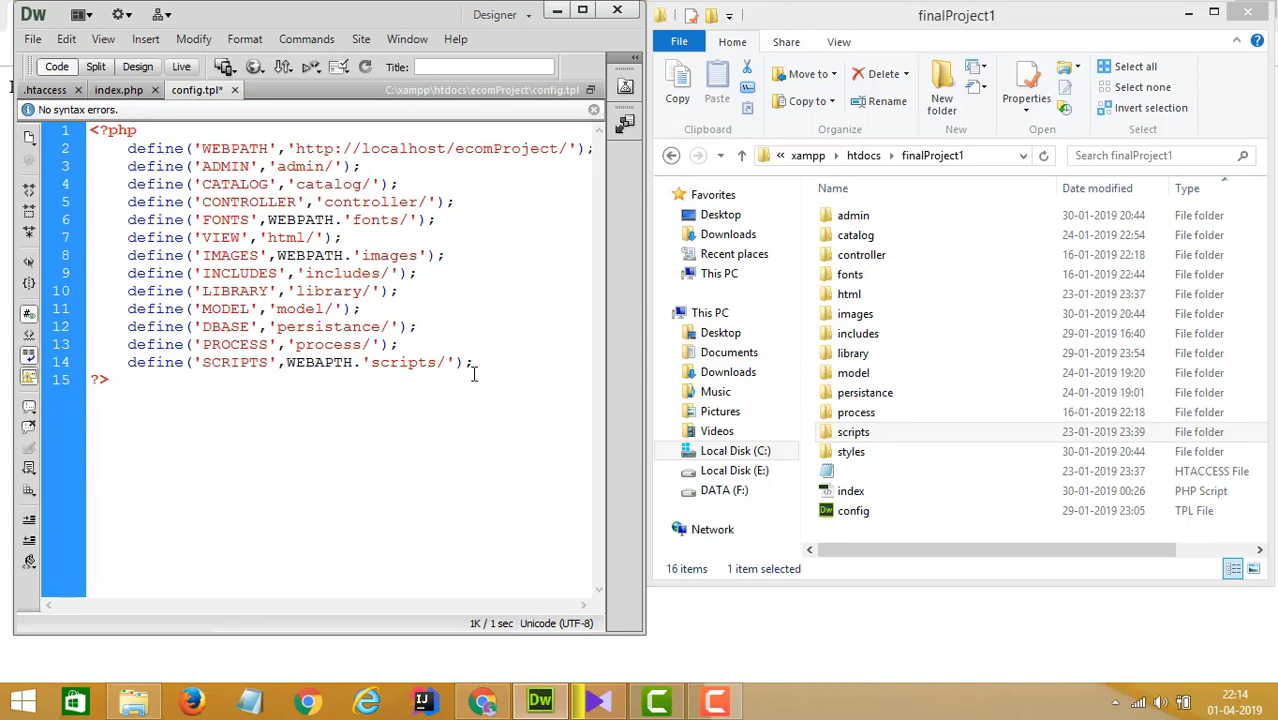 Dw
Designer
File Edit View Insert Modify Format Commands Site Window Help
Code Split Design Live Title:
.htaccess × index.php × config.tpl* × C:\xampp\htdocs\ecomProject\config.tpl
No syntax errors.
1 <?php
2 define('WEBPATH','http://localhost/ecomProject/');
3 define('ADMIN','admin/');
4 define('CATALOG','catalog/');
5 define('CONTROLLER','controller/');
6 define('FONTS',WEBPATH.'fonts/');
7 define('VIEW','html/');
8 define('IMAGES',WEBPATH.'images');
9 define('INCLUDES','includes/');
10 define('LIBRARY','library/');
11 define('MODEL','model/');
12 define('DBASE','persistance/');
13 define('PROCESS','process/');
14 define('SCRIPTS',WEBAPTH.'scripts/');
15 ?>
1K / 1 sec Unicode (UTF-8)
finalProject1
File Home Share View
Copy Paste
Clipboard
Move to Copy to Delete Rename
Organize
New folder
New
Properties
Open
Select all
Select none
Invert selection
Select
« xampp htdocs finalProject1 Search finalProject1
Favorites
Desktop
Downloads
Recent places
This PC
This PC
Desktop
Documents
Downloads
Music
Pictures
Videos
Local Disk (C:)
Local Disk (E:)
DATA (F:)
Network
Name Date modified Type
admin 30-01-2019 20:44 File folder
catalog 24-01-2019 22:54 File folder
controller 16-01-2019 22:18 File folder
fonts 24-01-2019 22:44 File folder
html 23-01-2019 23:37 File folder
images 24-01-2019 22:53 File folder
includes 29-01-2019 16:40 File folder
library 24-01-2019 23:00 File folder
model 24-01-2019 19:01 File folder
persistance 24-01-2019 19:01 File folder
process 16-01-2019 22:18 File folder
scripts 23-01-2019 23:39 File folder
styles 30-01-2019 20:44 File folder
23-01-2019 23:37 HTACCESS File
index 30-01-2019 00:26 PHP Script
config 29-01-2019 23:05 TPL File
16 items 1 item selected
22:14
01-04-2019